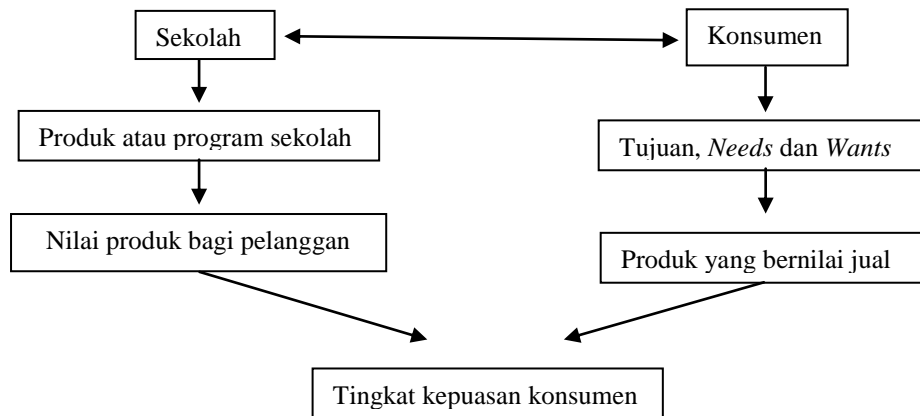 Sekolah
Konsumen
Produk atau program sekolah
Tujuan, Needs dan Wants
Nilai produk bagi pelanggan
Produk yang bernilai jual
Tingkat kepuasan konsumen